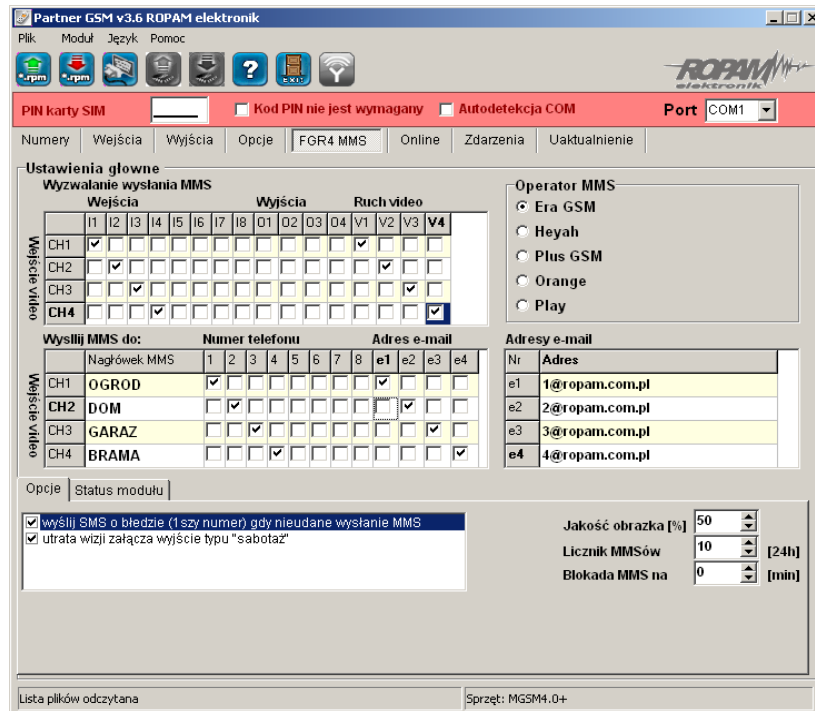 Partner GSM v3.6 ROPAM elektronik
Plik Moduł Język Pomoc
.rpm .rpm ? EXIT ROPAM elektronik
PIN karty SIM Kod PIN nie jest wymagany Autodetekcja COM Port COM1
Numery Wejścia Wyjścia Opcje FGR4 MMS Online Zdarzenia Uaktualnienie
Ustawienia głowne
Wyzwalanie wysłania MMS
Wejścia Wyjścia Ruch video
I1 I2 I3 I4 I5 I6 I7 I8 O1 O2 O3 O4 V1 V2 V3 V4
Wejście video
CH1
CH2
CH3
CH4
Operator MMS
Era GSM
Heyah
Plus GSM
Orange
Play
Wysllij MMS do: Numer telefonu Adres e-mail
Nagłówek MMS 1 2 3 4 5 6 7 8 e1 e2 e3 e4
Wejście video
CH1 OGROD
CH2 DOM
CH3 GARAZ
CH4 BRAMA
Adresy e-mail
Nr Adres
e1 1@ropam.com.pl
e2 2@ropam.com.pl
e3 3@ropam.com.pl
e4 4@ropam.com.pl
Opcje Status modułu
wyślij SMS o błedzie (1szy numer) gdy nieudane wysłanie MMS
utrata wizji załącza wyjście typu "sabotaż"
Jakość obrazka [%] 50
Licznik MMSów 10 [24h]
Blokada MMS na 0 [min]
Lista plików odczytana Sprzęt: MGSM4.0+